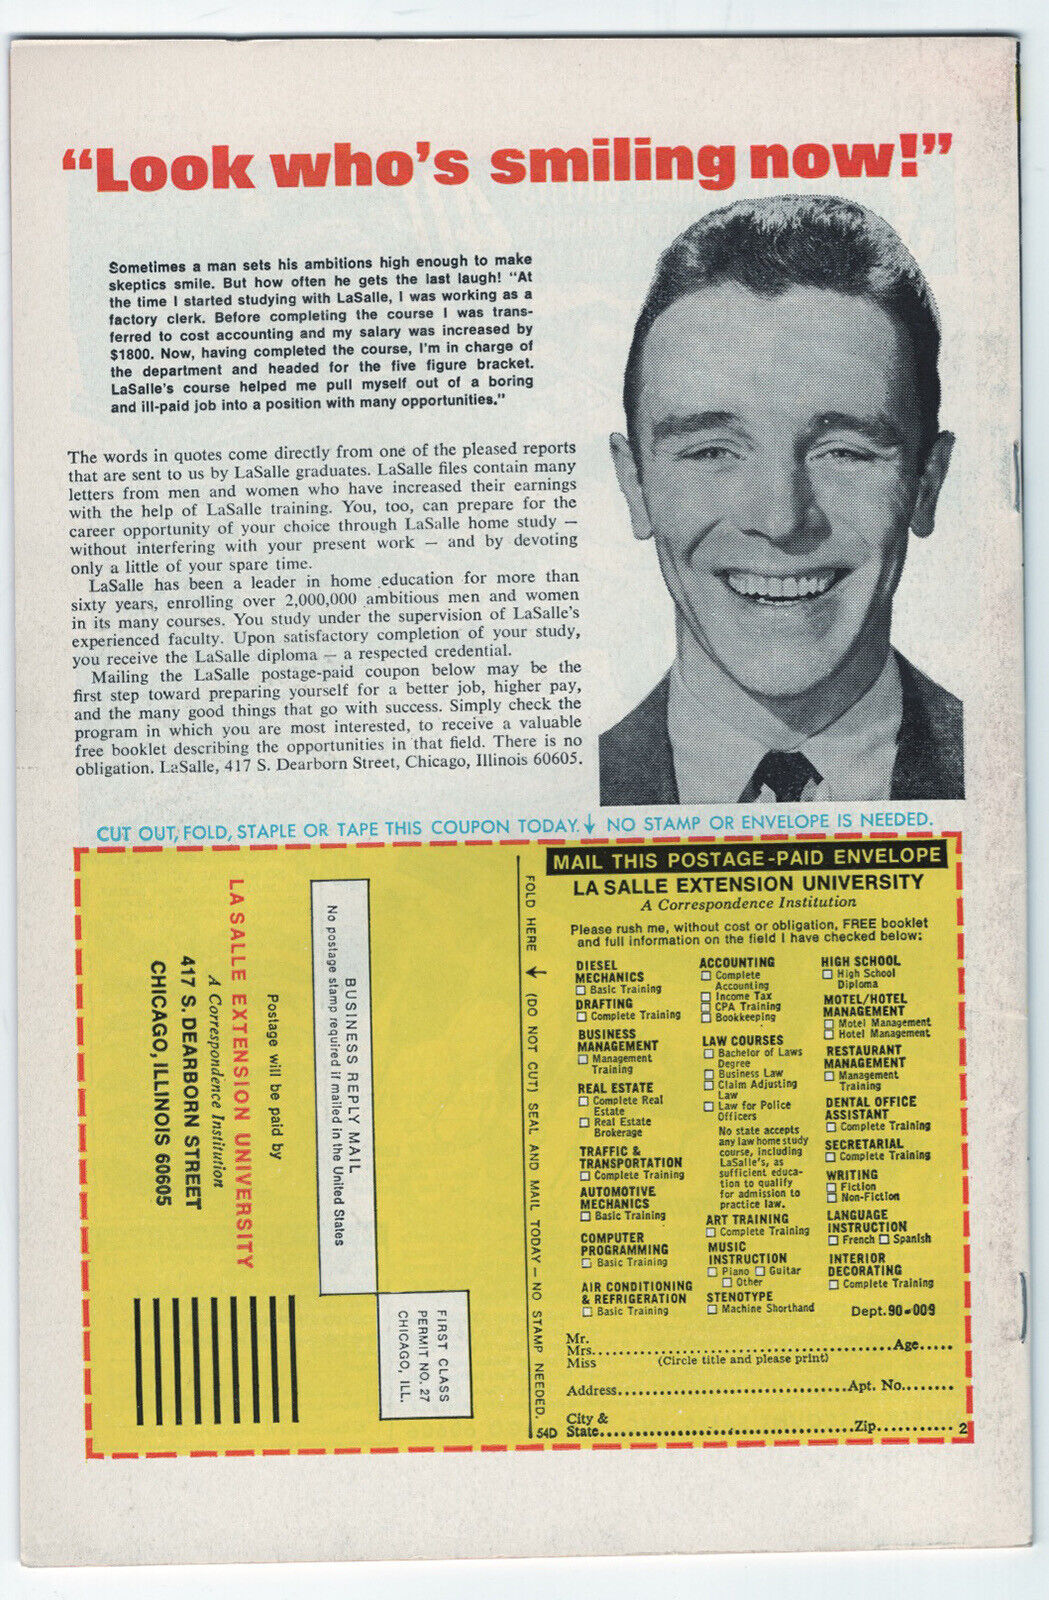 “Look who's smiling now!”
Sometimes a man sets his ambitions high enough to make
skeptics smile. But how often he gets the last laugh! “At
the time I started studying with LaSalle, I was working as a
factory clerk. Before completing the course I was trans-
ferred to cost accounting and my salary was increased by
$1800. Now, having completed the course, I'm in charge of
the department and headed for the five figure bracket.
LaSalle's course helped me pull myself out of a boring
and ill-paid job into a position with many opportunities.”
The words in quotes come directly from one of the pleased reports
that are sent to us by LaSalle graduates. LaSalle files contain many
letters from men and women who have increased their earnings
with the help of LaSalle training. You, too, can prepare for the
career opportunity of your choice through LaSalle home study —
without interfering with your present work — and by devoting
only a little of your spare time.
LaSalle has been a leader in home education for more than
sixty years, enrolling over 2,000,000 ambitious men and women
in its many courses. You study under the supervision of LaSalle's
experienced faculty. Upon satisfactory completion of your study,
you receive the LaSalle diploma — a respected credential.
Mailing the LaSalle postage-paid coupon below may be the
first step toward preparing yourself for a better job, higher pay,
and the many good things that go with success. Simply check the
program in which you are most interested, to receive a valuable
free booklet describing the opportunities in that field. There is no
obligation. LaSalle, 417 S. Dearborn Street, Chicago, Illinois 60605.
CUT OUT, FOLD, STAPLE OR TAPE THIS COUPON TODAY. ↓ NO STAMP OR ENVELOPE IS NEEDED.
BUSINESS REPLY MAIL
No postage stamp required if mailed in the United States
FIRST CLASS
PERMIT NO. 27
CHICAGO, ILL.
Postage will be paid by
LA SALLE EXTENSION UNIVERSITY
A Correspondence Institution
417 S. DEARBORN STREET
CHICAGO, ILLINOIS 60605
FOLD HERE → (DO NOT CUT) SEAL AND MAIL TODAY — NO STAMP NEEDED.
MAIL THIS POSTAGE-PAID ENVELOPE
LA SALLE EXTENSION UNIVERSITY
A Correspondence Institution
Please rush me, without cost or obligation, FREE booklet
and full information on the field I have checked below:
DIESEL
MECHANICS
☐ Basic Training
DRAFTING
☐ Complete Training
BUSINESS
MANAGEMENT
☐ Management
Training
REAL ESTATE
☐ Complete Real
Estate
☐ Real Estate
Brokerage
TRAFFIC &
TRANSPORTATION
☐ Complete Training
AUTOMOTIVE
MECHANICS
☐ Basic Training
COMPUTER
PROGRAMMING
☐ Basic Training
AIR CONDITIONING
& REFRIGERATION
☐ Basic Training
ACCOUNTING
☐ Complete
Accounting
☐ Income Tax
☐ CPA Training
☐ Bookkeeping
LAW COURSES
☐ Bachelor of Laws
Degree
☐ Business Law
☐ Claim Adjusting
Law
☐ Law for Police
Officers
No state accepts
any law home study
course, including
LaSalle's, as
sufficient educa-
tion to qualify
for admission to
practice law.
ART TRAINING
☐ Complete Training
MUSIC
INSTRUCTION
☐ Piano ☐ Guitar
☐ Other
STENOTYPE
☐ Machine Shorthand
HIGH SCHOOL
☐ High School
Diploma
MOTEL/HOTEL
MANAGEMENT
☐ Motel Management
☐ Hotel Management
RESTAURANT
MANAGEMENT
☐ Management
Training
DENTAL OFFICE
ASSISTANT
☐ Complete Training
SECRETARIAL
☐ Complete Training
WRITING
☐ Fiction
☐ Non-Fiction
LANGUAGE
INSTRUCTION
☐ French ☐ Spanish
INTERIOR
DECORATING
☐ Complete Training
Dept. 90-009
Mr.
Mrs. Age
Miss (Circle title and please print)
Address Apt. No.
City &
State Zip 2
54D